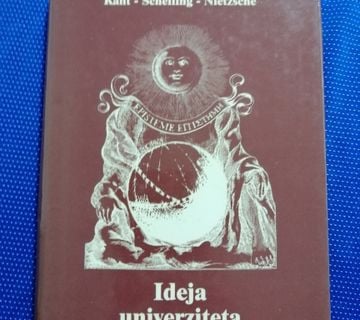 Kant - Schelling - Nietzsche
Ideja
univerziteta